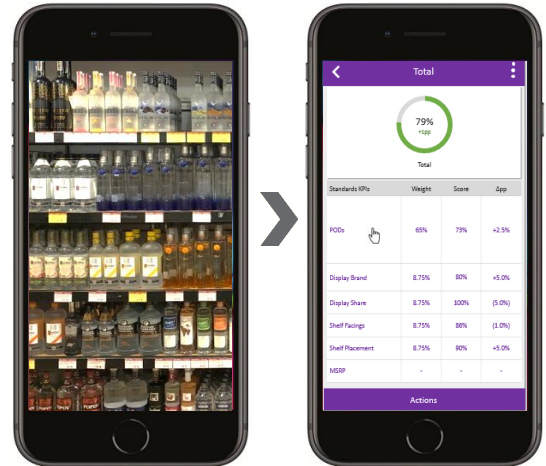 Total
79%
+1pp
Total
Standards KPIs Weight Score Δpp
PODs 65% 73% +2.5%
Display Brand 8.75% 80% +5.0%
Display Share 8.75% 100% (5.0%)
Shelf Facings 8.75% 86% (1.0%)
Shelf Placement 8.75% 90% +5.0%
MSRP - - -
Actions